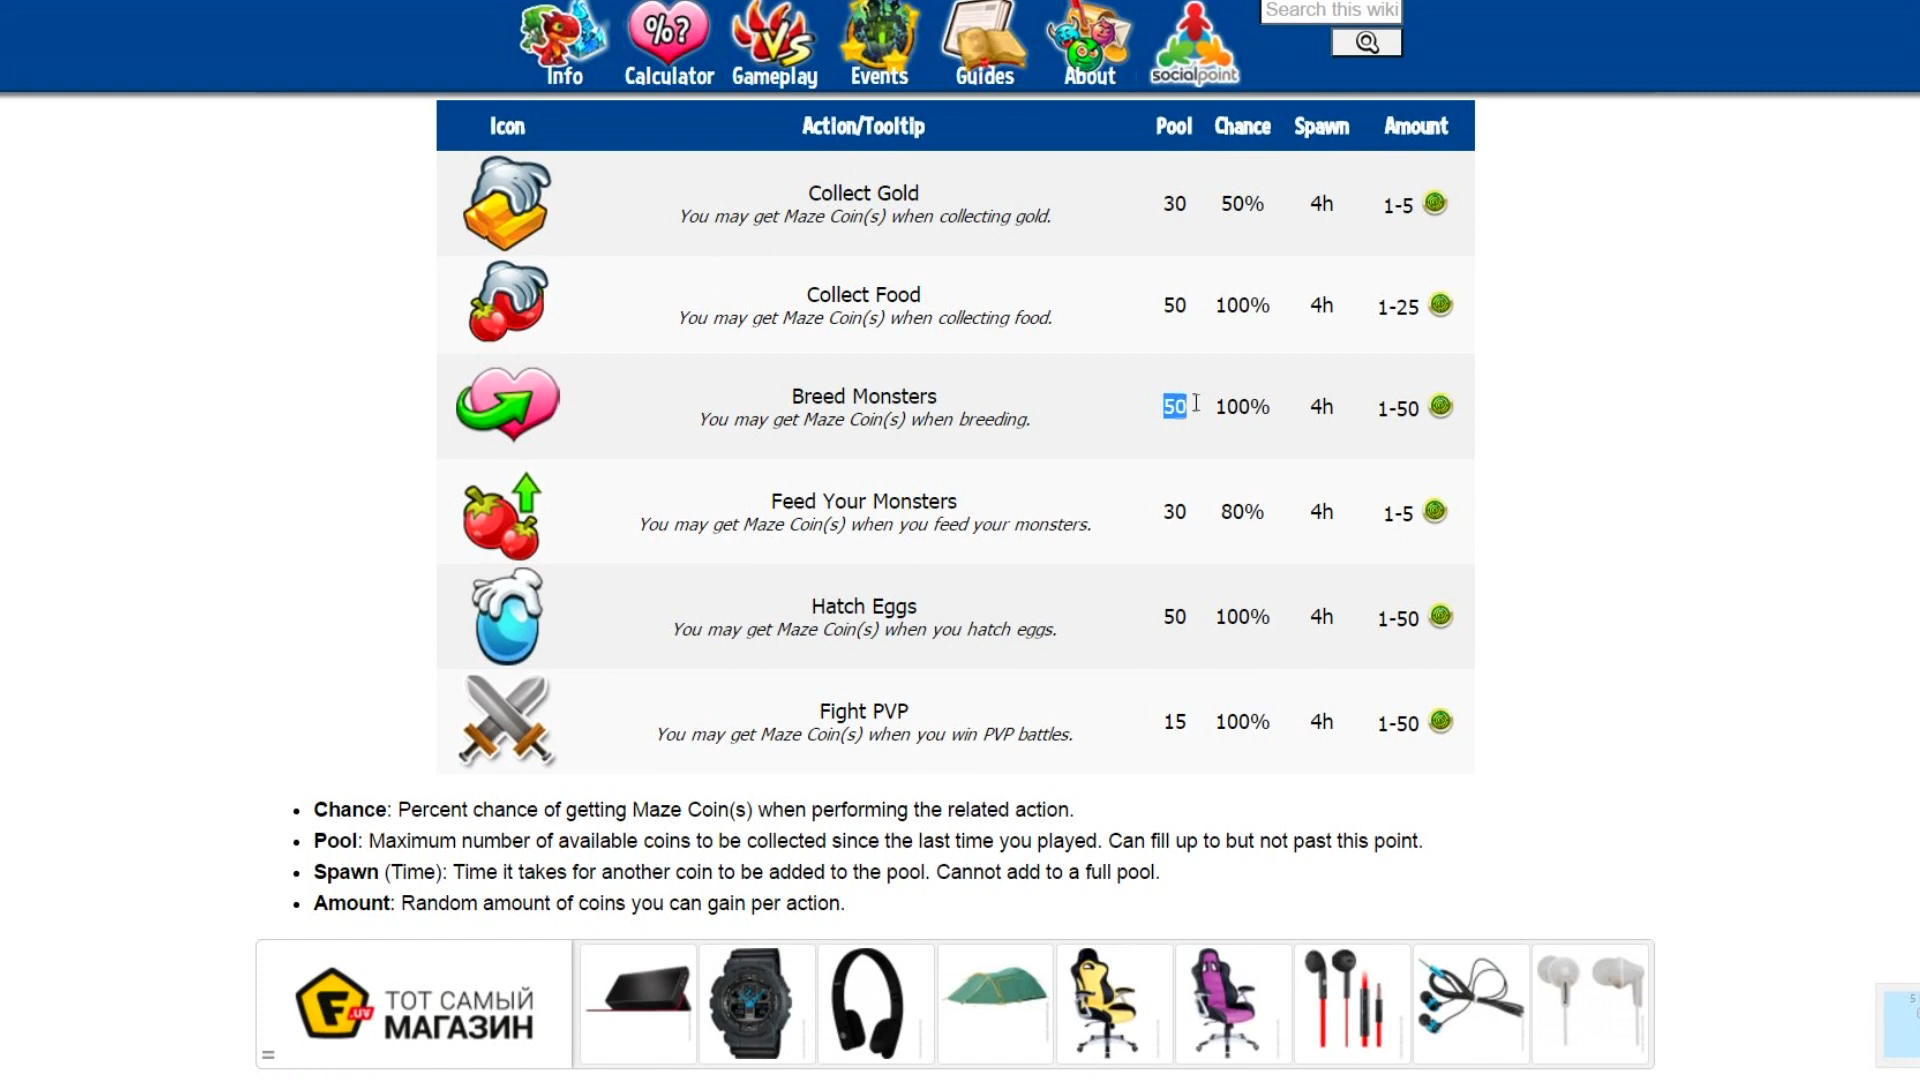 Search this wiki
%?
VS
Info
Calculator
Gameplay
Events
Guides
About
socialpoint
Icon Action/Tooltip Pool Chance Spawn Amount
Collect Gold
You may get Maze Coin(s) when collecting gold.
30 50% 4h 1-5
Collect Food
You may get Maze Coin(s) when collecting food.
50 100% 4h 1-25
Breed Monsters
You may get Maze Coin(s) when breeding.
50 100% 4h 1-50
Feed Your Monsters
You may get Maze Coin(s) when you feed your monsters.
30 80% 4h 1-5
Hatch Eggs
You may get Maze Coin(s) when you hatch eggs.
50 100% 4h 1-50
Fight PVP
You may get Maze Coin(s) when you win PVP battles.
15 100% 4h 1-50
• Chance: Percent chance of getting Maze Coin(s) when performing the related action.
• Pool: Maximum number of available coins to be collected since the last time you played. Can fill up to but not past this point.
• Spawn (Time): Time it takes for another coin to be added to the pool. Cannot add to a full pool.
• Amount: Random amount of coins you can gain per action.
F.ua
ТОТ САМЫЙ
МАГАЗИН